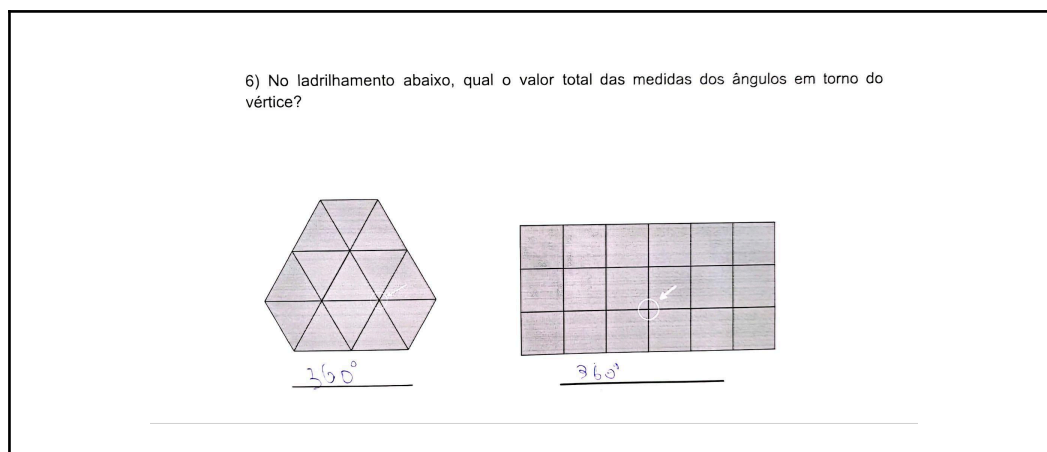 6) No ladrilhamento abaixo, qual o valor total das medidas dos ângulos em torno do
vértice?
360°
360°